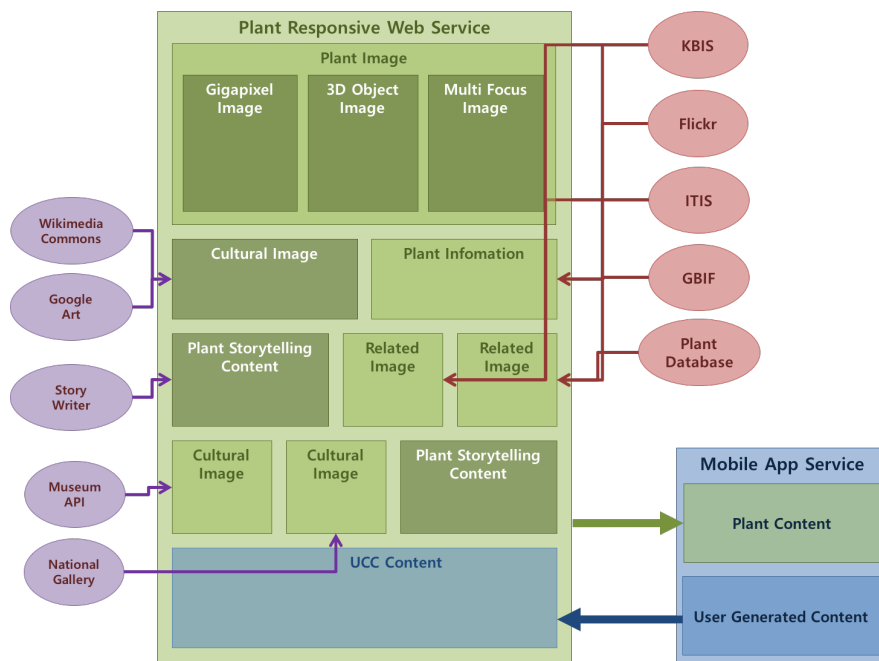 Plant Responsive Web Service
Plant Image
Gigapixel
Image
3D Object
Image
Multi Focus
Image
Cultural Image
Plant Infomation
Plant Storytelling
Content
Related
Image
Related
Image
Cultural
Image
Cultural
Image
Plant Storytelling
Content
UCC Content
Wikimedia
Commons
Google
Art
Story
Writer
Museum
API
National
Gallery
KBIS
Flickr
ITIS
GBIF
Plant
Database
Mobile App Service
Plant Content
User Generated Content